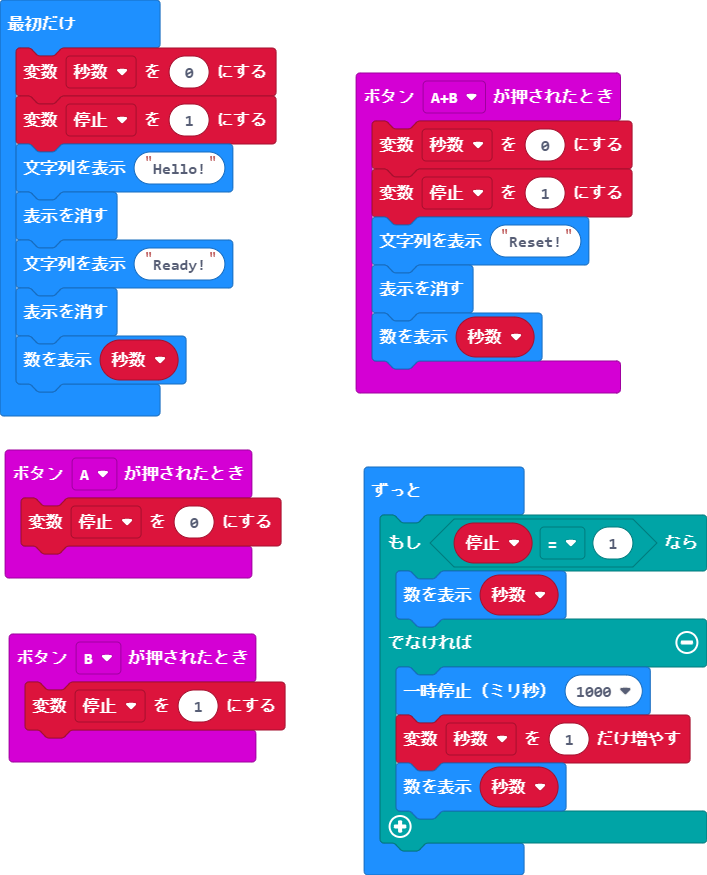 最初だけ
変数 秒数 を 0 にする
変数 停止 を 1 にする
文字列を表示 "Hello!"
表示を消す
文字列を表示 "Ready!"
表示を消す
数を表示 秒数
ボタン A+B が押されたとき
変数 秒数 を 0 にする
変数 停止 を 1 にする
文字列を表示 "Reset!"
表示を消す
数を表示 秒数
ボタン A が押されたとき
変数 停止 を 0 にする
ボタン B が押されたとき
変数 停止 を 1 にする
ずっと
もし 停止 = 1 なら
数を表示 秒数
でなければ
一時停止（ミリ秒） 1000
変数 秒数 を 1 だけ増やす
数を表示 秒数